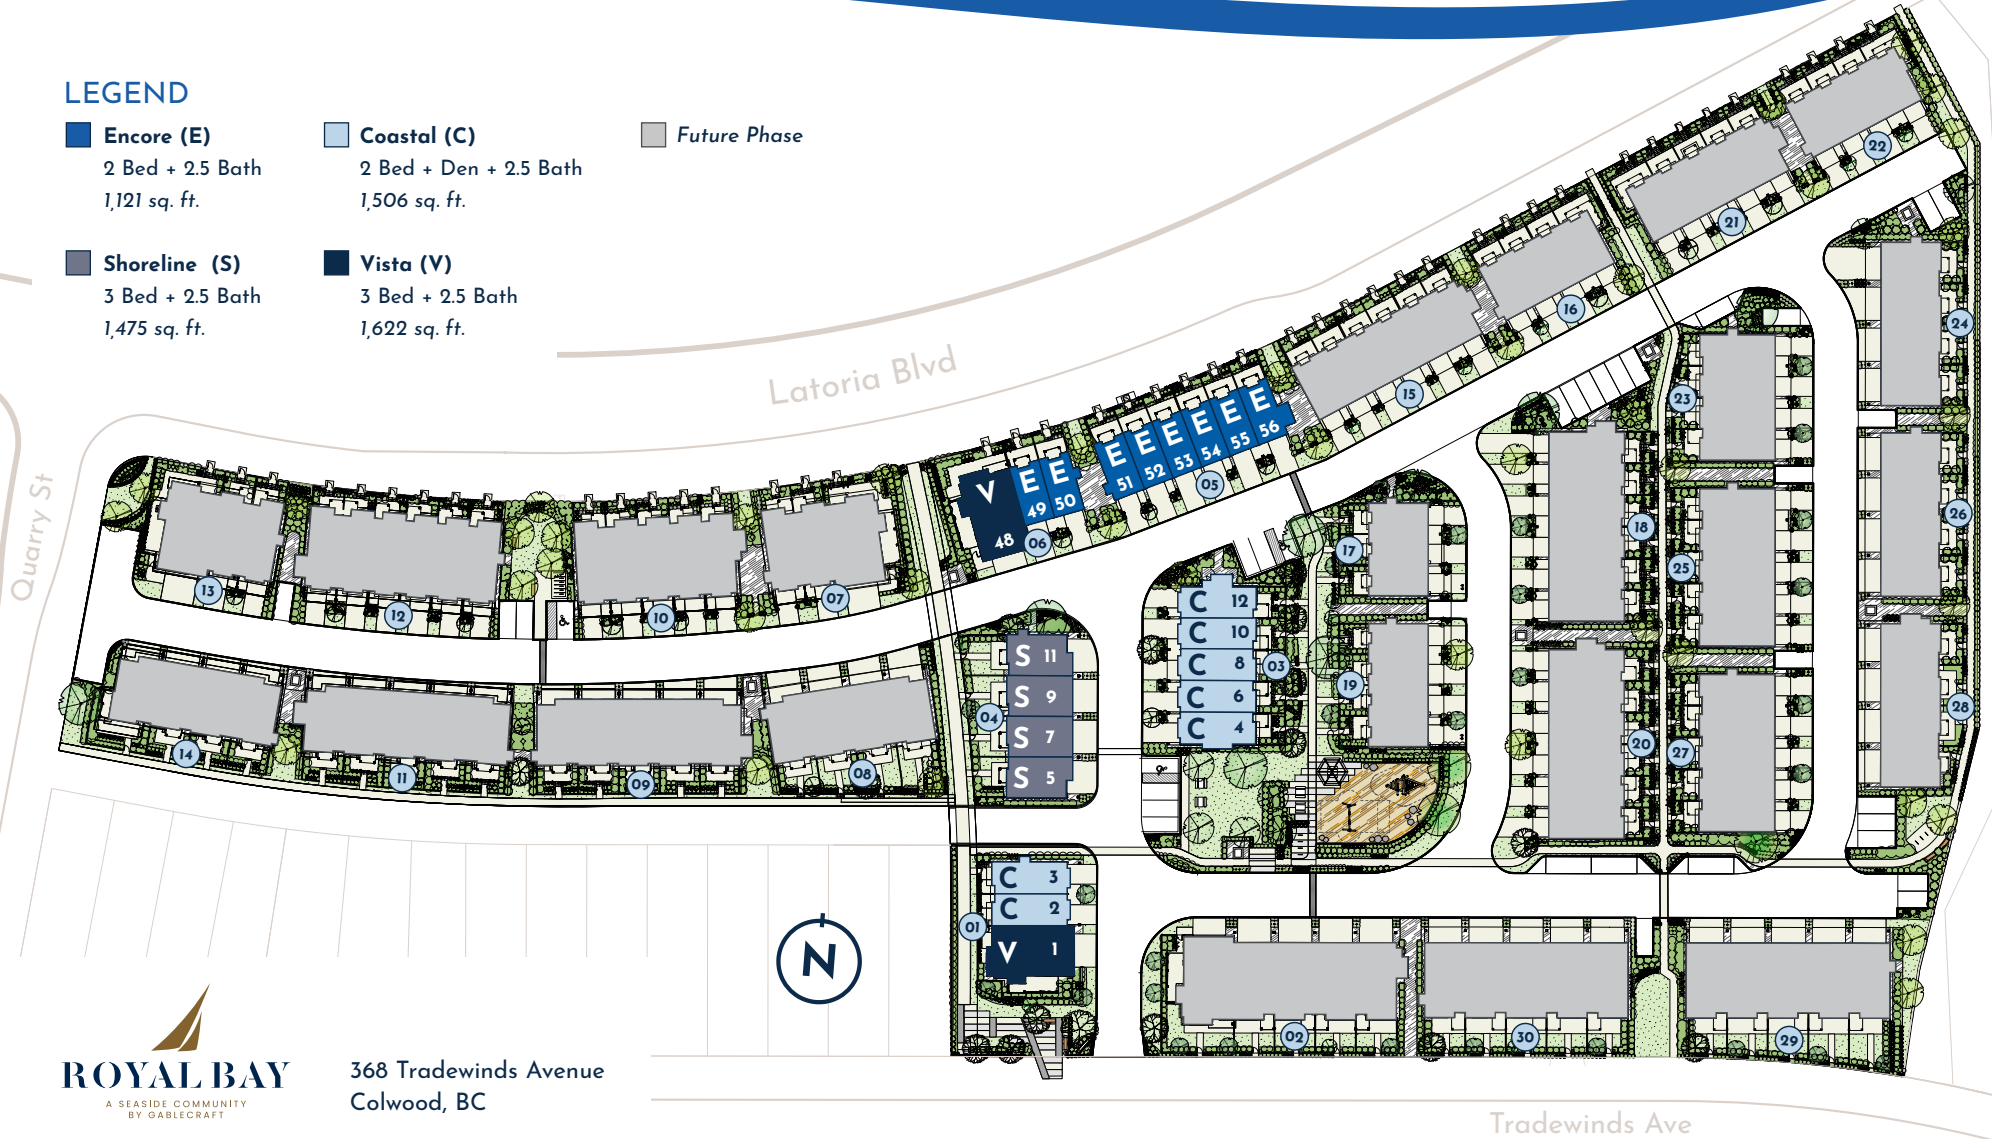 LEGEND
Encore (E)
2 Bed + 2.5 Bath
1,121 sq. ft.
Coastal (C)
2 Bed + Den + 2.5 Bath
1,506 sq. ft.
Future Phase
Shoreline (S)
3 Bed + 2.5 Bath
1,475 sq. ft.
Vista (V)
3 Bed + 2.5 Bath
1,622 sq. ft.
Latoria Blvd
Quarry St
22
21
16
15
24
23
26
18
25
17
19
20
27
28
E 56
E 55
E 54
E 53
E 52
E 51
05
E 50
E 49
V 48
06
13
12
10
07
14
11
09
08
S 11
S 9
S 7
S 5
04
C 12
C 10
C 8
C 6
C 4
03
C 3
C 2
V 1
01
N
02
30
29
ROYAL BAY
A SEASIDE COMMUNITY
BY GABLECRAFT
368 Tradewinds Avenue
Colwood, BC
Tradewinds Ave